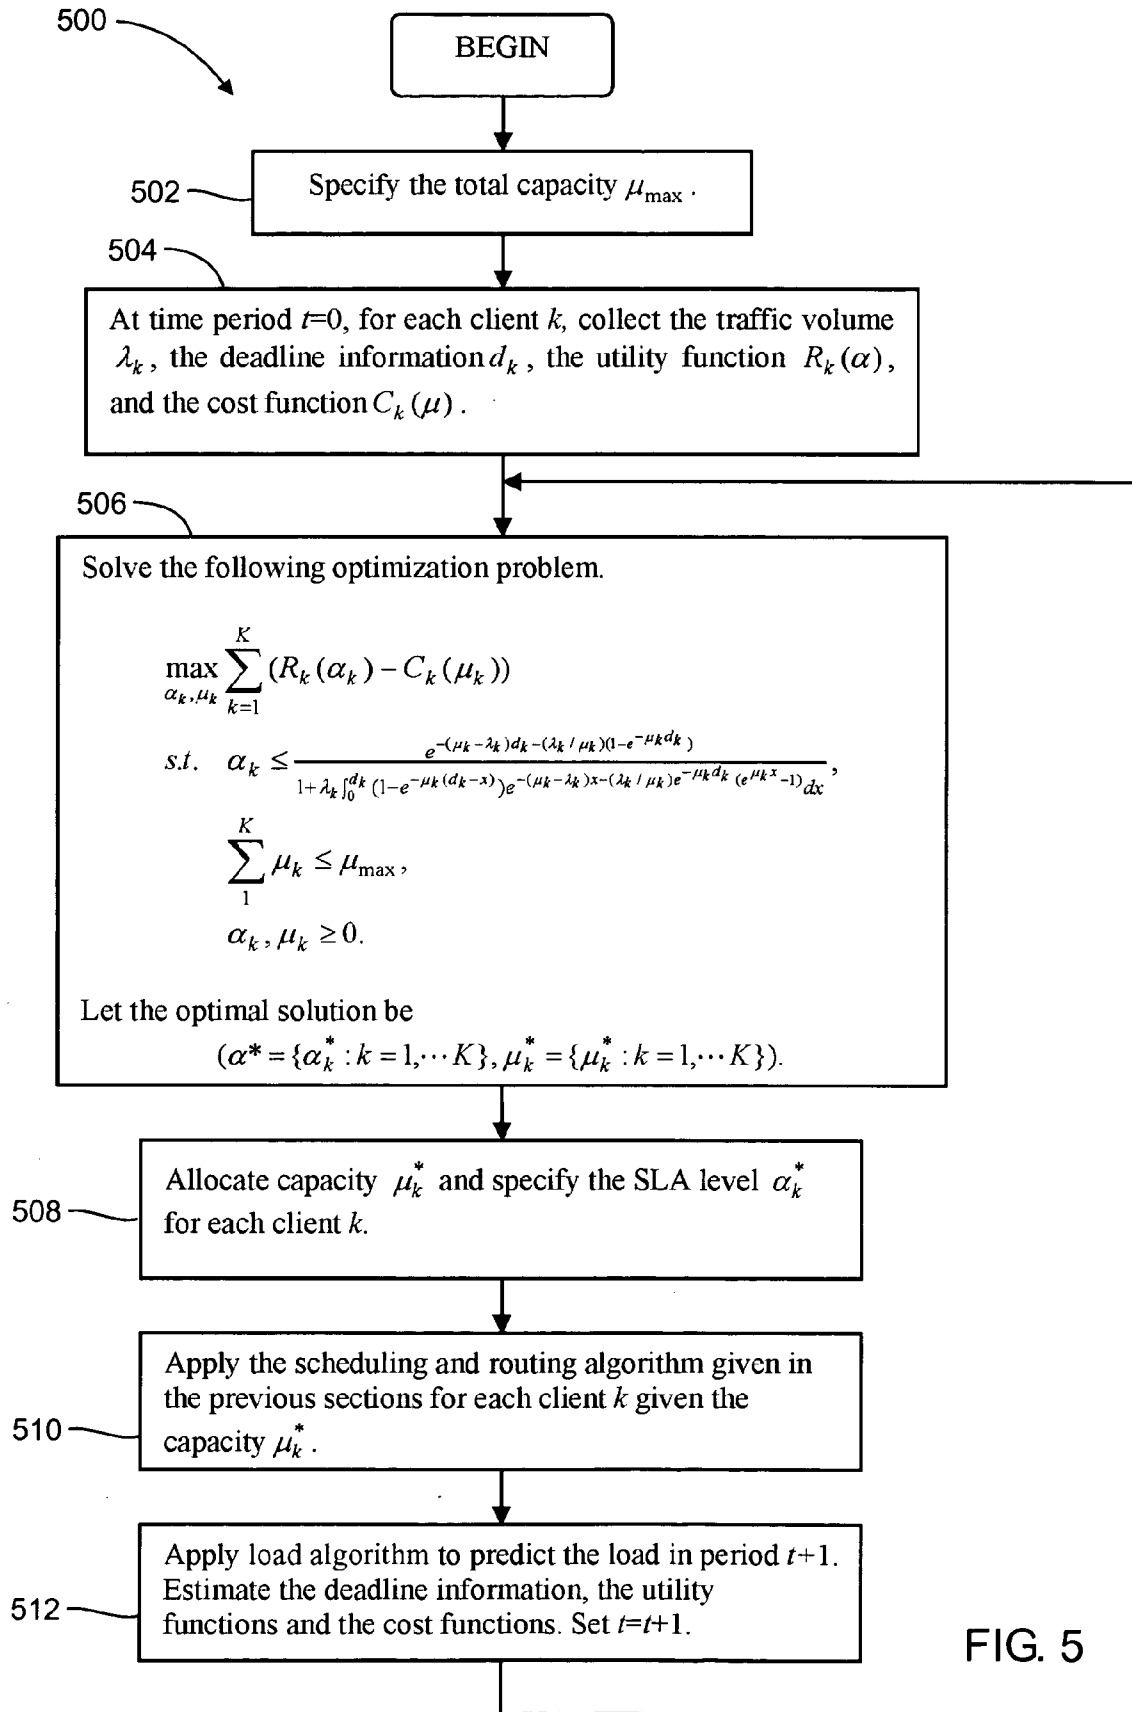 500
BEGIN
502
Specify the total capacity μ_max .
504
At time period t=0, for each client k, collect the traffic volume
λ_k , the deadline information d_k , the utility function R_k (α),
and the cost function C_k (μ) .
506
Solve the following optimization problem.
max_{α_k, μ_k} ∑_{k=1}^{K} (R_k (α_k) − C_k (μ_k))
s.t. α_k ≤ \frac{e^{−(μ_k−λ_k)d_k−(λ_k / μ_k)(1−e^{−μ_k d_k})}}{1+λ_k ∫_0^{d_k} (1−e^{−μ_k (d_k−x)})e^{−(μ_k−λ_k)x−(λ_k / μ_k)e^{−μ_k d_k} (e^{μ_k x}−1)} dx},
∑_{1}^{K} μ_k ≤ μ_max ,
α_k , μ_k ≥ 0.
Let the optimal solution be
(α* = {α_k^* : k = 1,⋯ K}, μ_k^* = {μ_k^* : k = 1,⋯ K}).
508
Allocate capacity μ_k^* and specify the SLA level α_k^*
for each client k.
510
Apply the scheduling and routing algorithm given in
the previous sections for each client k given the
capacity μ_k^* .
512
Apply load algorithm to predict the load in period t+1.
Estimate the deadline information, the utility
functions and the cost functions. Set t=t+1.
FIG. 5